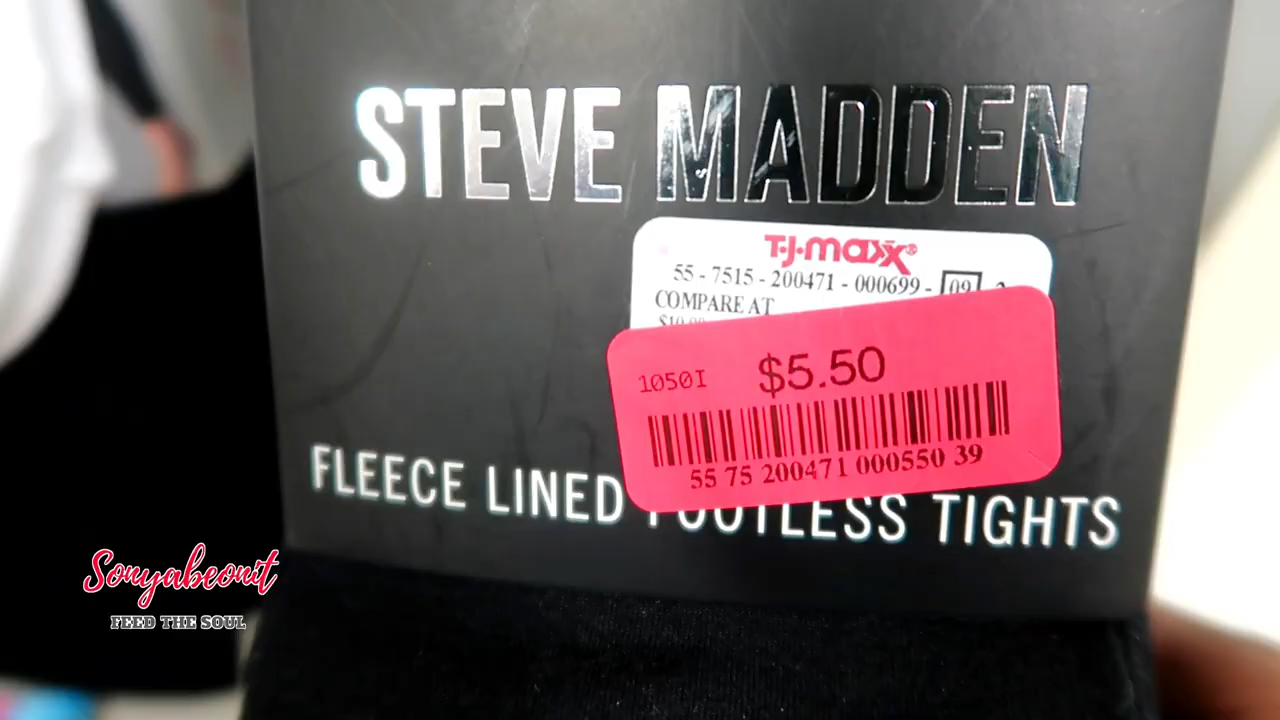 STEVE MADDEN
T·J·maxx®
55 - 7515 - 200471 - 000699 - 09
COMPARE AT
1050I $5.50
55 75 200471 000550 39
FLEECE LINED FOOTLESS TIGHTS
Sonyabeonit
FEED THE SOUL